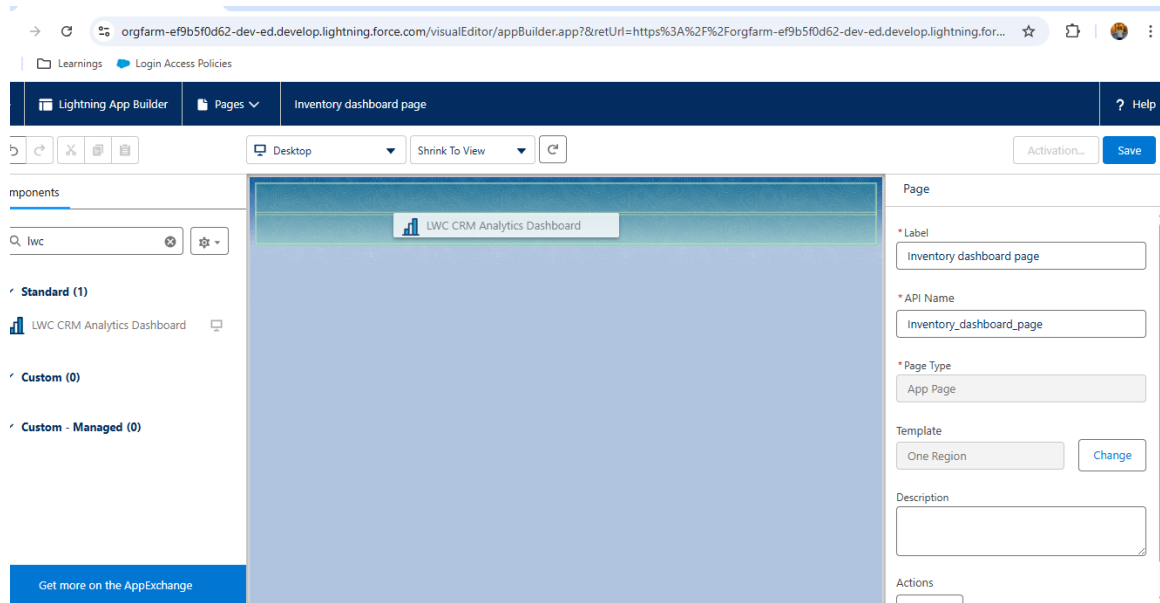 orgfarm-ef9b5f0d62-dev-ed.develop.lightning.force.com/visualEditor/appBuilder.app?&retUrl=https%3A%2F%2Forgfarm-ef9b5f0d62-dev-ed.develop.lightning.for...
Learnings Login Access Policies
Lightning App Builder Pages Inventory dashboard page ? Help
Desktop Shrink To View Activation... Save
mponents Page
lwc
LWC CRM Analytics Dashboard
*Label
Inventory dashboard page
Standard (1)
*API Name
LWC CRM Analytics Dashboard
Inventory_dashboard_page
*Page Type
Custom (0)
App Page
Custom - Managed (0)
Template
One Region Change
Description
Get more on the AppExchange
Actions